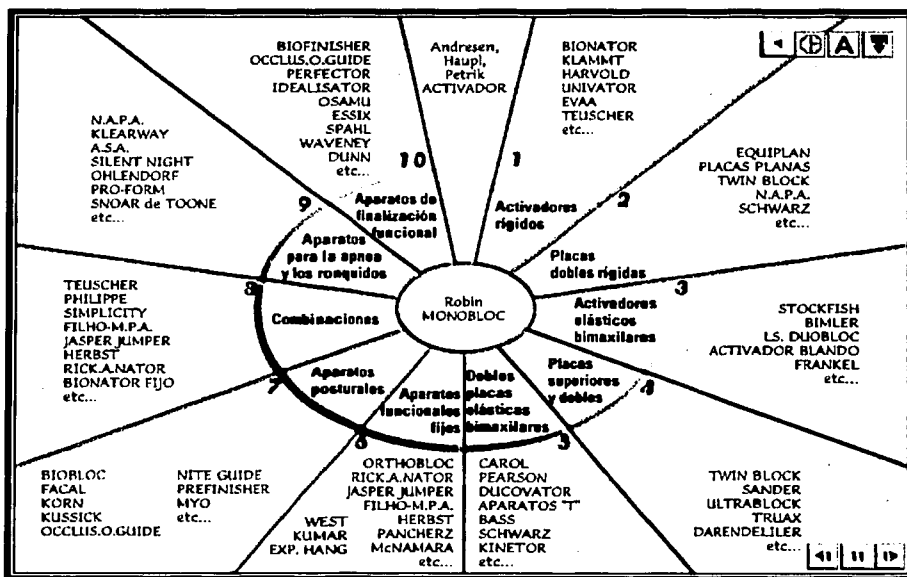 Andresen,
Haupl,
Petrik
ACTIVADOR
BIONATOR
KLAMMT
HARVOLD
UNIVATOR
EVAA
TEUSCHER
etc...
1
Activadores
rígidos
A
EQUIPLAN
PLACAS PLANAS
TWIN BLOCK
N.A.P.A.
SCHWARZ
etc...
2
Placas
dobles rígidas
STOCKFISH
BIMLER
L.S. DUOBLOC
ACTIVADOR BLANDO
FRANKEL
etc...
3
Activadores
elásticos
bimaxilares
TWIN BLOCK
SANDER
ULTRABLOCK
TRUAX
DARENDELILER
etc...
4
Placas
superiores
y dobles
CAROL
PEARSON
DUCOVATOR
APARATOS "T"
BASS
SCHWARZ
KINETOR
etc...
5
Dobles
placas
elásticas
bimaxilares
ORTHOBLOC
RICK.A.NATOR
JASPER JUMPER
FILHO-M.P.A.
HERBST
PANCHERZ
McNAMARA
etc...
WEST
KUMAR
EXP. HANG
6
Aparatos
funcionales
fijos
BIOBLOC
FACAL
KORN
KUSSICK
OCCLUS.O.GUIDE
NITE GUIDE
PREFINISHER
MYO
etc...
7
Aparatos
posturales
TEUSCHER
PHILIPPE
SIMPLICITY
FILHO-M.P.A.
JASPER JUMPER
HERBST
RICK.A.NATOR
BIONATOR FIJO
etc...
8
Combinaciones
N.A.P.A.
KLEARWAY
A.S.A.
SILENT NIGHT
OHLENDORF
PRO-FORM
SNOAR de TOONE
etc...
9
Aparatos
para la apnea
y los ronquidos
BIOFINISHER
OCCLUS.O.GUIDE
PERFECTOR
IDEALISATOR
OSAMU
ESSIX
SPAHL
WAVENEY
DUNN
etc...
10
Aparatos de
finalización
funcional
Robin
MONOBLOC